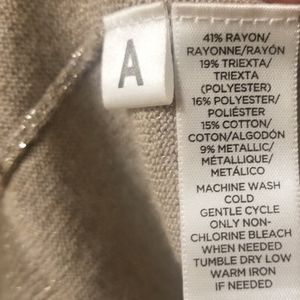 A
41% RAYON/
RAYONNE/RAYÓN
19% TRIEXTA/
TRIEXTA
(POLYESTER)
16% POLYESTER/
POLIÉSTER
15% COTTON/
COTON/ALGODÓN
9% METALLIC/
MÉTALLIQUE/
METÁLICO
MACHINE WASH
COLD
GENTLE CYCLE
ONLY NON-
CHLORINE BLEACH
WHEN NEEDED
TUMBLE DRY LOW
WARM IRON
IF NEEDED